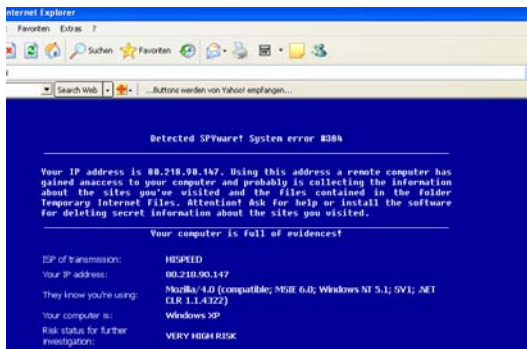 Internet Explorer
Favoriten Extras ?
Suchen Favoriten
Search Web ...Buttons werden von Yahoo! empfangen...
Detected SPYware! System error #384
Your IP address is 80.218.90.147. Using this address a remote computer has
gained anaccess to your computer and probably is collecting the information
about the sites you've visited and the files contained in the folder
Temporary Internet Files. Attention! Ask for help or install the software
for deleting secret information about the sites you visited.
Your computer is full of evidences!
ISP of transmission: HISPEED
Your IP address: 80.218.90.147
They know you're using: Mozilla/4.0 (compatible; MSIE 6.0; Windows NT 5.1; SV1; .NET
CLR 1.1.4322)
Your computer is: Windows XP
Risk status for further
investigation: VERY HIGH RISK